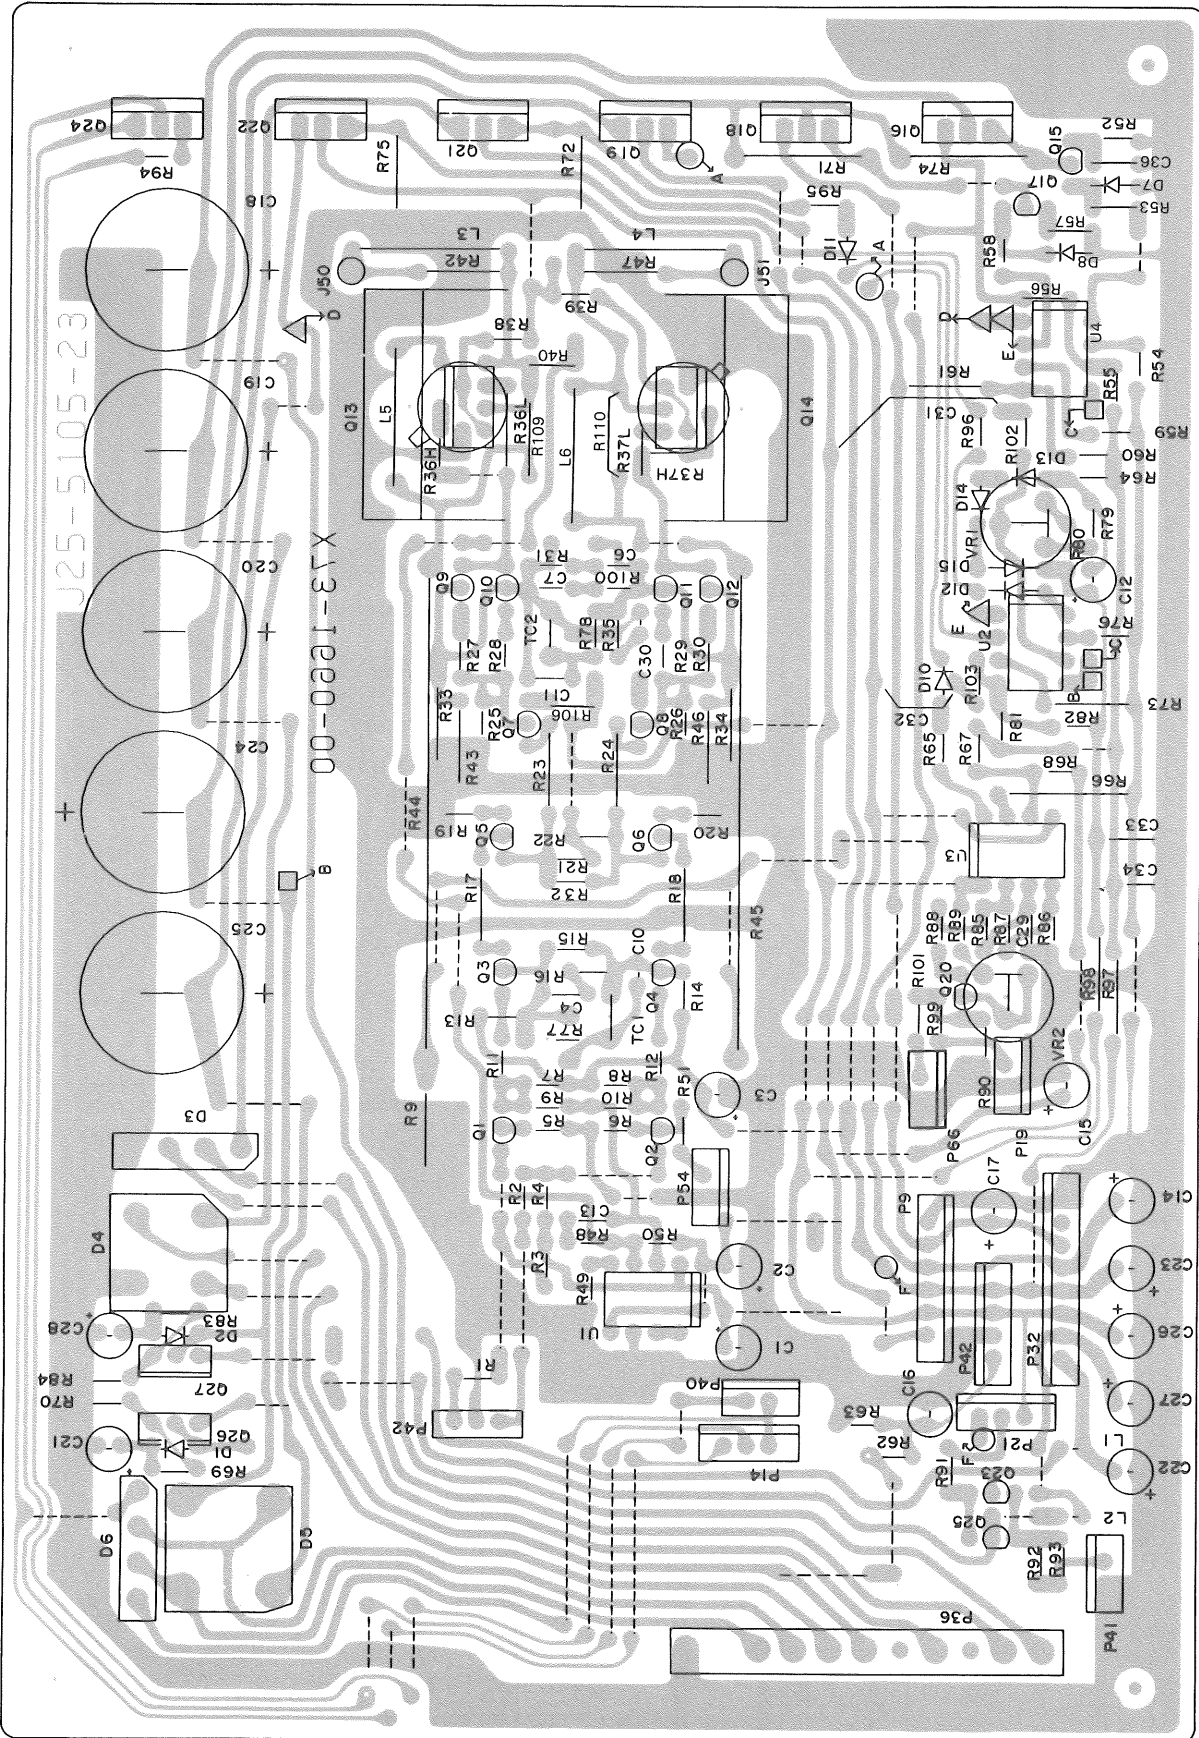 Q24
Q22
Q21
Q19
Q18
Q16
Q15
R52
R94
R75
R72
A
R71
R74
C36
D7
R53
Q17
R95
C18
L3
L4
R57
R42
R47
J50
J51
D11
A
R58
D8
J25-5105-23
R39
R56
D
R38
D
E
U4
C19
R40
R61
R55
R54
Q13
L5
R36L
R109
R110
R37L
Q14
C31
R96
R102
C
R59
R36H
L6
R37H
D13
R60
D14
R64
X73-1660-00
VR1
R80
R79
C20
R31
C6
D15
Q9
Q10
C7
R100
Q11
Q12
D12
C12
E
U2
R76
TC2
R78
R35
R27
R28
C30
R29
R30
C
D10
R103
B
R33
C11
R73
R25
Q7
R106
Q8
R26
R46
R34
C32
R81
R82
C24
R43
R23
R24
R65
R67
R68
R66
R44
R19
Q5
R22
Q6
R20
C33
R21
U3
C34
B
R17
R32
R18
C25
R15
C10
R45
R88
R89
R85
R87
C29
R86
Q3
R16
Q4
R14
R101
Q20
R98
R97
R13
C4
R77
TC1
R99
R11
R7
R8
R12
VR2
R9
R9
R10
R51
C3
R90
D3
Q1
R5
R6
Q2
P66
P19
C15
P54
R2
R4
C13
P9
C17
C14
D4
R48
R50
R3
C2
C23
R49
F
R83
C28
D2
U1
C1
C26
P42
P32
R84
Q27
R1
R70
P40
C16
C27
P42
R63
C21
Q26
D1
R62
F
P21
L1
R69
P14
R91
Q23
C22
D6
D5
Q25
L2
R92
R93
P36
P41